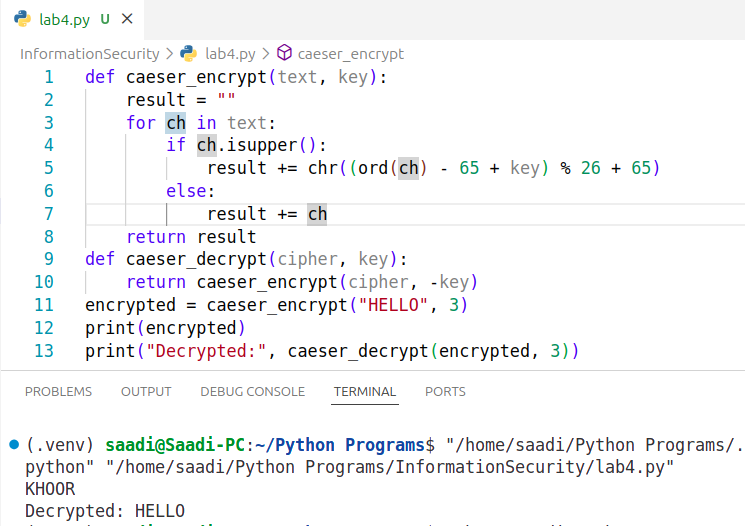 lab4.py U ×
InformationSecurity > lab4.py > caeser_encrypt
1 def caeser_encrypt(text, key):
2     result = ""
3     for ch in text:
4         if ch.isupper():
5             result += chr((ord(ch) - 65 + key) % 26 + 65)
6         else:
7             result += ch
8     return result
9 def caeser_decrypt(cipher, key):
10     return caeser_encrypt(cipher, -key)
11 encrypted = caeser_encrypt("HELLO", 3)
12 print(encrypted)
13 print("Decrypted:", caeser_decrypt(encrypted, 3))
PROBLEMS OUTPUT DEBUG CONSOLE TERMINAL PORTS
(.venv) saadi@Saadi-PC:~/Python Programs$ "/home/saadi/Python Programs/.
python" "/home/saadi/Python Programs/InformationSecurity/lab4.py"
KHOOR
Decrypted: HELLO